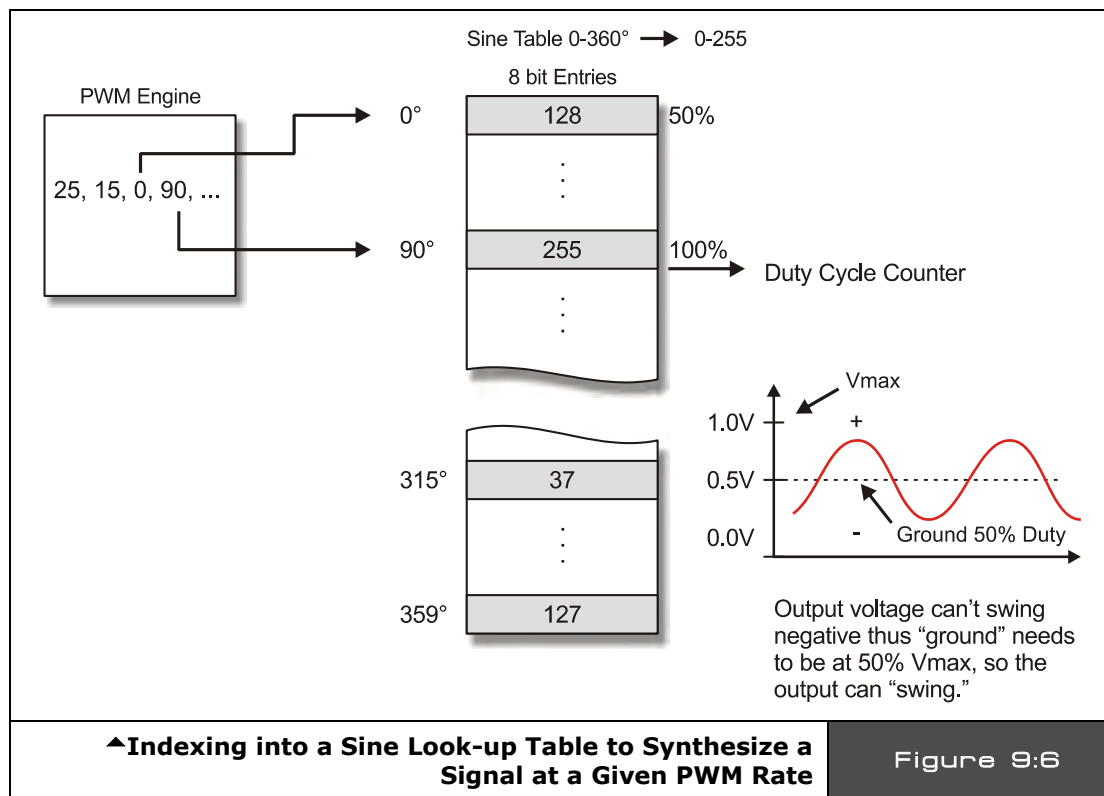 Sine Table 0-360° → 0-255
8 bit Entries
PWM Engine
25, 15, 0, 90, ...
0°
128
50%
90°
255
100%
Duty Cycle Counter
315°
37
359°
127
Vmax
1.0V
+
0.5V
0.0V
-
Ground 50% Duty
Output voltage can't swing
negative thus “ground” needs
to be at 50% Vmax, so the
output can “swing.”
▲Indexing into a Sine Look-up Table to Synthesize a
Signal at a Given PWM Rate
Figure 9:6